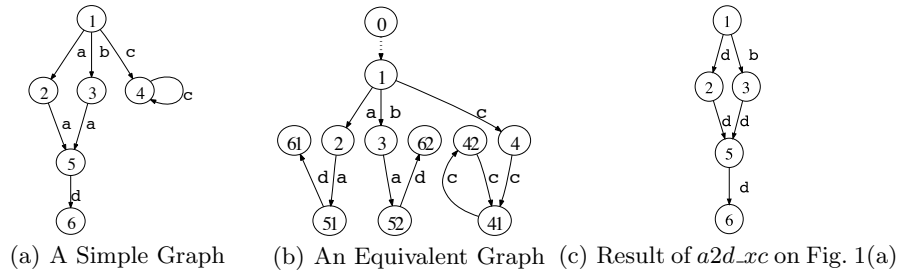 1
a b c
2 3 4 c
a a
5
d
6
(a) A Simple Graph
0
1
a b c
61 2 3 62 42 4
d a a d c c c
51 52 41
(b) An Equivalent Graph
1
d b
2 3
d d
5
d
6
(c) Result of a2d_xc on Fig. 1(a)